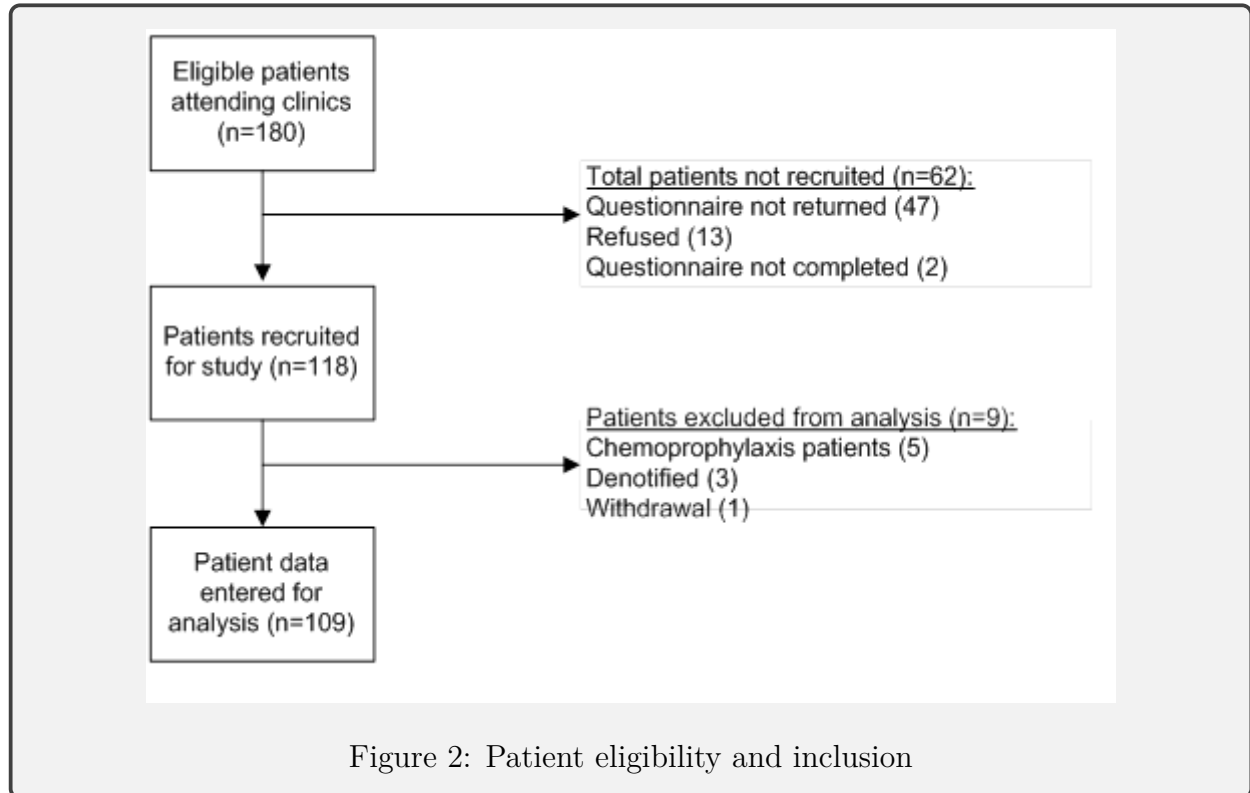 Eligible patients
attending clinics
(n=180)
Total patients not recruited (n=62):
Questionnaire not returned (47)
Refused (13)
Questionnaire not completed (2)
Patients recruited
for study (n=118)
Patients excluded from analysis (n=9):
Chemoprophylaxis patients (5)
Denotified (3)
Withdrawal (1)
Patient data
entered for
analysis (n=109)
Figure 2: Patient eligibility and inclusion